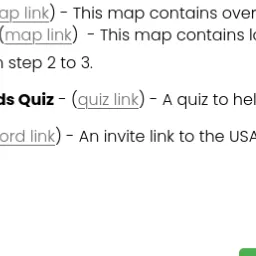 ap link) - This map contains over
(map link) - This map contains lo
n step 2 to 3.
ds Quiz - (quiz link) - A quiz to hel
ord link) - An invite link to the USA